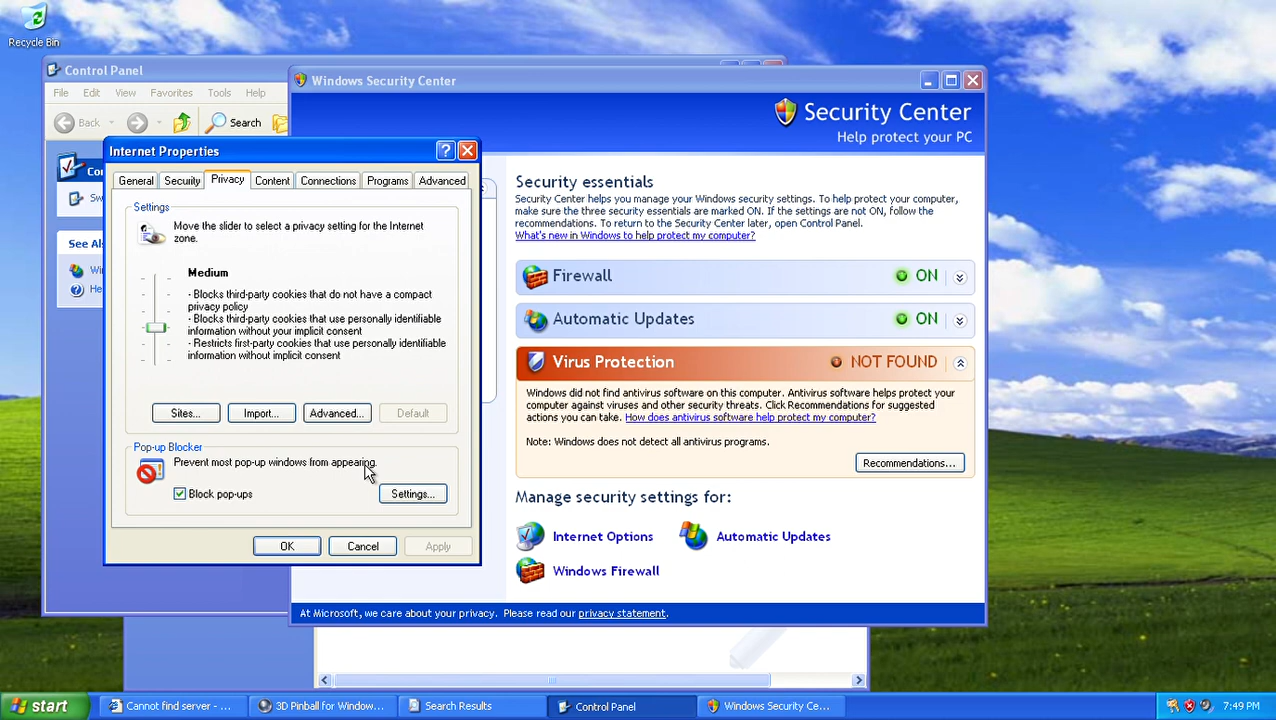 Recycle Bin
Control Panel
File Edit View Favorites Tools Help
Back
Search
See Al
Windows Security Center
Security Center
Help protect your PC
Security essentials
Security Center helps you manage your Windows security settings. To help protect your computer,
make sure the three security essentials are marked ON. If the settings are not ON, follow the
recommendations. To return to the Security Center later, open Control Panel.
What's new in Windows to help protect my computer?
Firewall ON
Automatic Updates ON
Virus Protection NOT FOUND
Windows did not find antivirus software on this computer. Antivirus software helps protect your
computer against viruses and other security threats. Click Recommendations for suggested
actions you can take. How does antivirus software help protect my computer?
Note: Windows does not detect all antivirus programs.
Recommendations...
Manage security settings for:
Internet Options Automatic Updates
Windows Firewall
At Microsoft, we care about your privacy. Please read our privacy statement.
Internet Properties
General Security Privacy Content Connections Programs Advanced
Settings
Move the slider to select a privacy setting for the Internet
zone.
Medium
- Blocks third-party cookies that do not have a compact
privacy policy
- Blocks third-party cookies that use personally identifiable
information without your implicit consent
- Restricts first-party cookies that use personally identifiable
information without implicit consent
Sites... Import... Advanced... Default
Pop-up Blocker
Prevent most pop-up windows from appearing.
Block pop-ups Settings...
OK Cancel Apply
start
Cannot find server - ...
3D Pinball for Window...
Search Results
Control Panel
Windows Security Ce...
7:49 PM